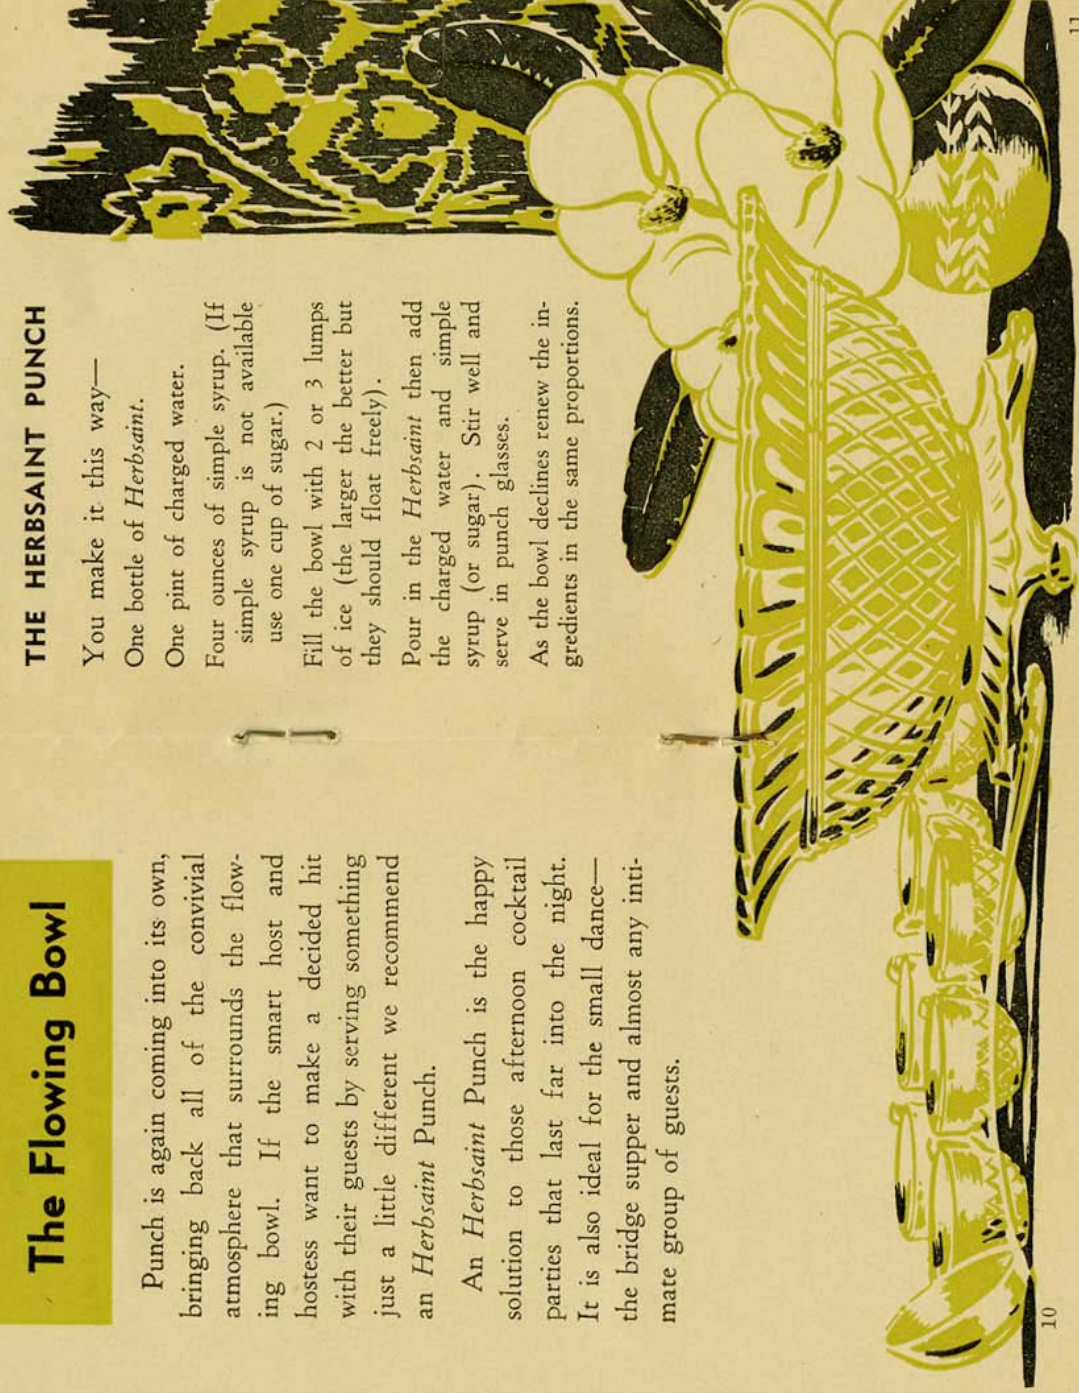 The Flowing Bowl
Punch is again coming into its own,
bringing back all of the convivial
atmosphere that surrounds the flow-
ing bowl. If the smart host and
hostess want to make a decided hit
with their guests by serving something
just a little different we recommend
an Herbsaint Punch.
An Herbsaint Punch is the happy
solution to those afternoon cocktail
parties that last far into the night.
It is also ideal for the small dance—
the bridge supper and almost any inti-
mate group of guests.
10
THE HERBSAINT PUNCH
You make it this way—
One bottle of Herbsaint.
One pint of charged water.
Four ounces of simple syrup. (If
simple syrup is not available
use one cup of sugar.)
Fill the bowl with 2 or 3 lumps
of ice (the larger the better but
they should float freely).
Pour in the Herbsaint then add
the charged water and simple
syrup (or sugar). Stir well and
serve in punch glasses.
As the bowl declines renew the in-
gredients in the same proportions.
11